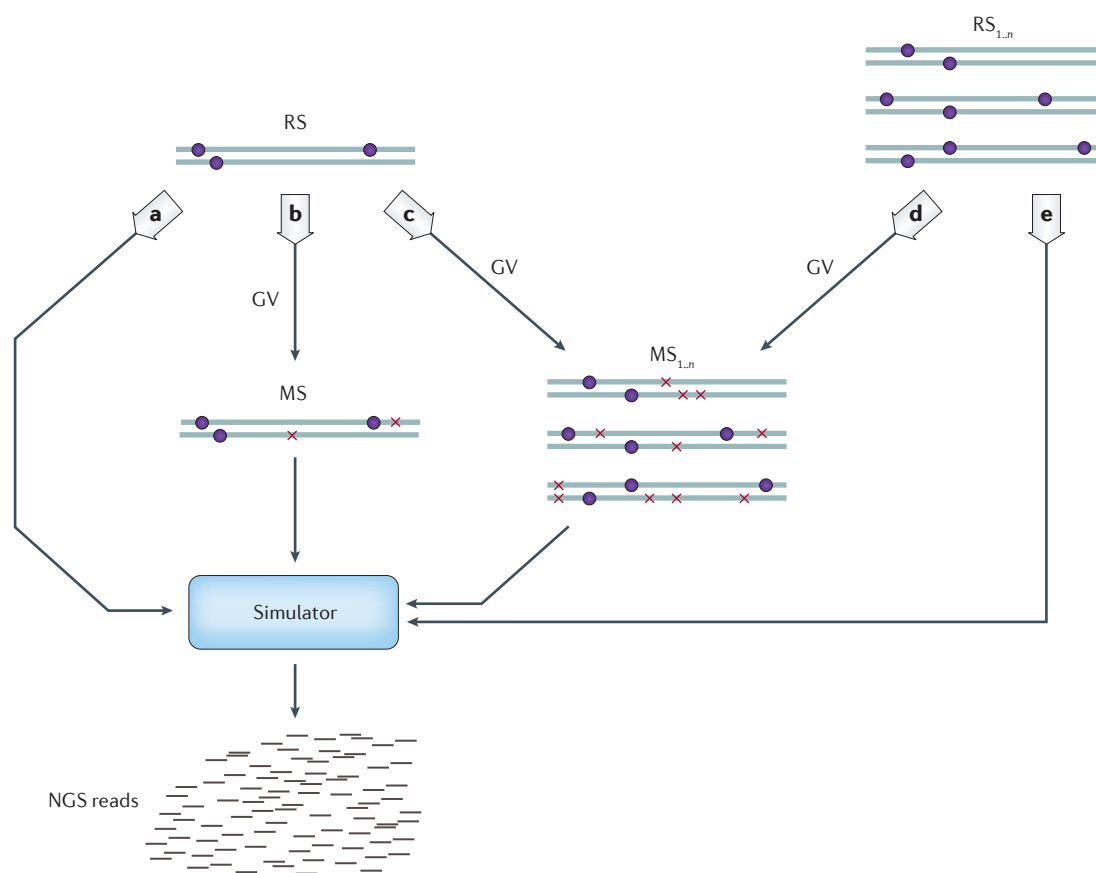 RS1..n
RS
a
b
c
d
e
GV
GV
GV
MS1..n
MS
Simulator
NGS reads